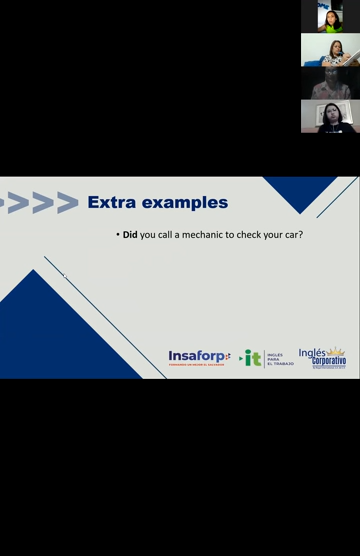 Extra examples
• Did you call a mechanic to check your car?
Insaforp
it
INGLÉS
PARA
EL TRABAJO
Inglés
Corporativo